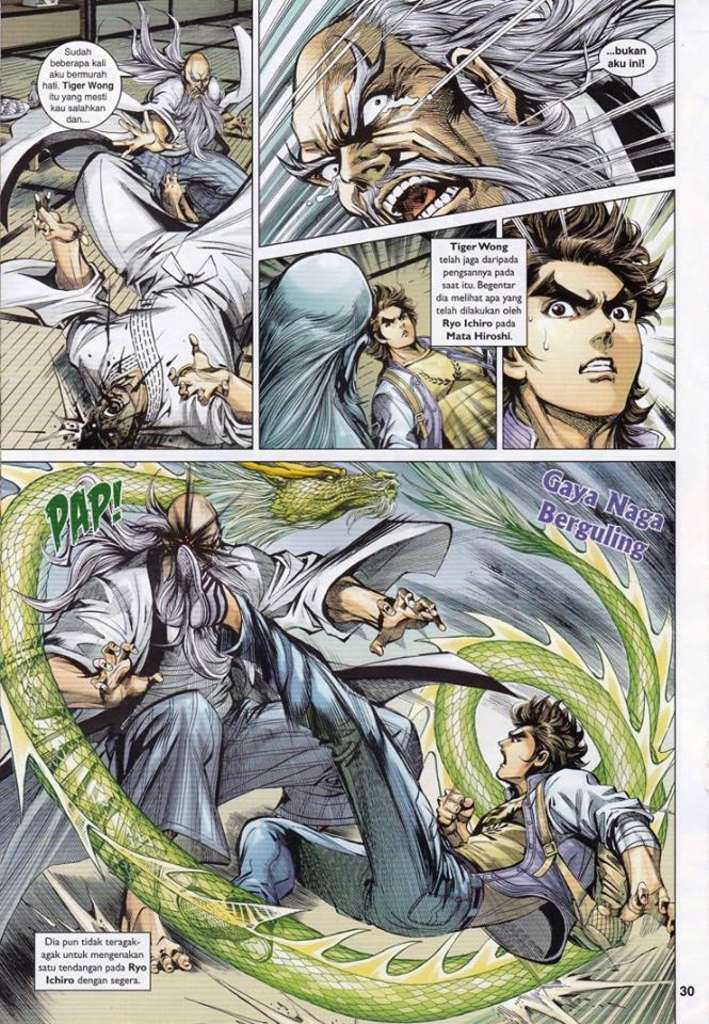 Sudah
beberapa kali
aku bermurah
hati. Tiger Wong
itu yang mesti
kau salahkan
dan...
...bukan
aku ini!
Tiger Wong
telah jaga daripada
pengsannya pada
saat itu. Begentar
dia melihat apa yang
telah dilakukan oleh
Ryo Ichiro pada
Mata Hiroshi.
PAP!
Gaya Naga
Berguling
Dia pun tidak teragak-
agak untuk mengenakan
satu tendangan pada Ryo
Ichiro dengan segera.
30